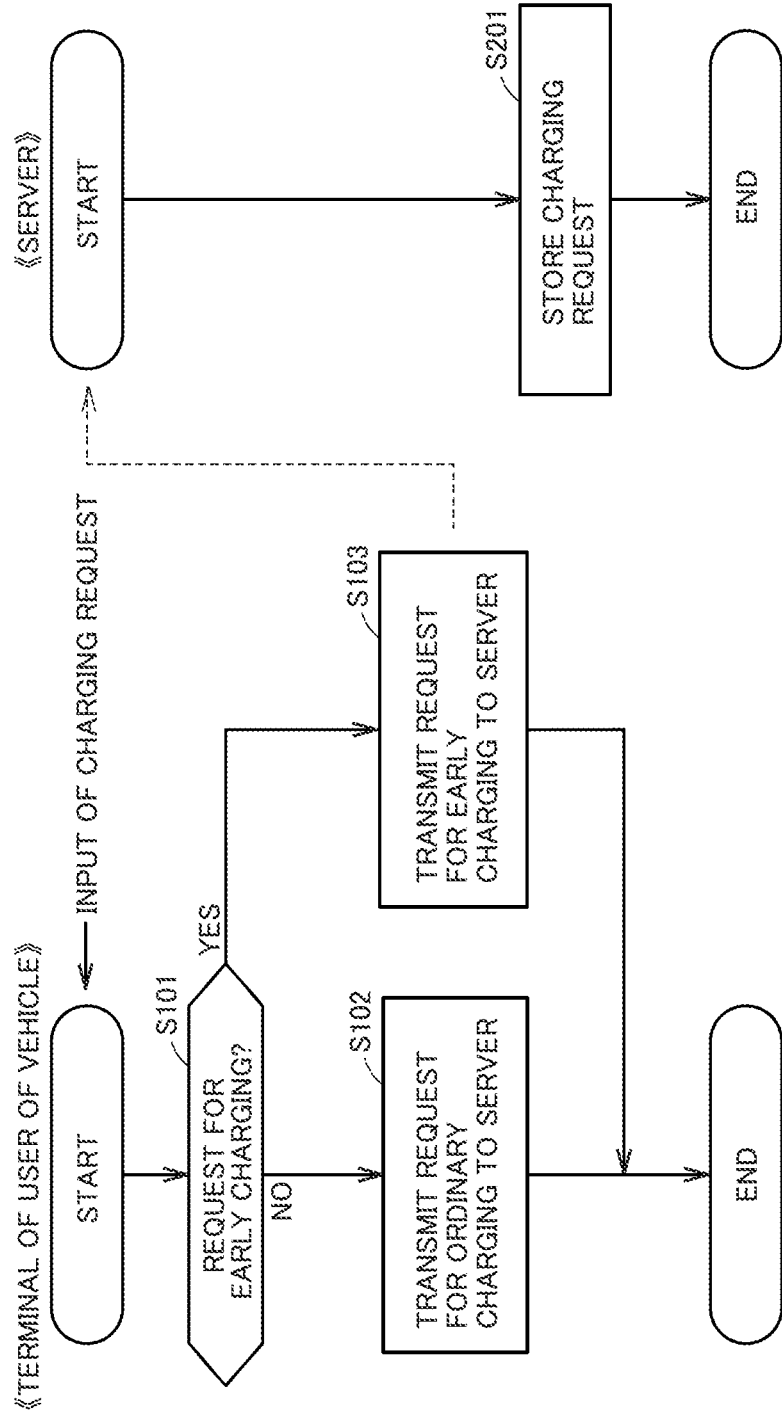 《TERMINAL OF USER OF VEHICLE》
START
INPUT OF CHARGING REQUEST
S101
REQUEST FOR
EARLY CHARGING?
YES
NO
S102
TRANSMIT REQUEST
FOR ORDINARY
CHARGING TO SERVER
S103
TRANSMIT REQUEST
FOR EARLY
CHARGING TO SERVER
END
《SERVER》
START
S201
STORE CHARGING
REQUEST
END